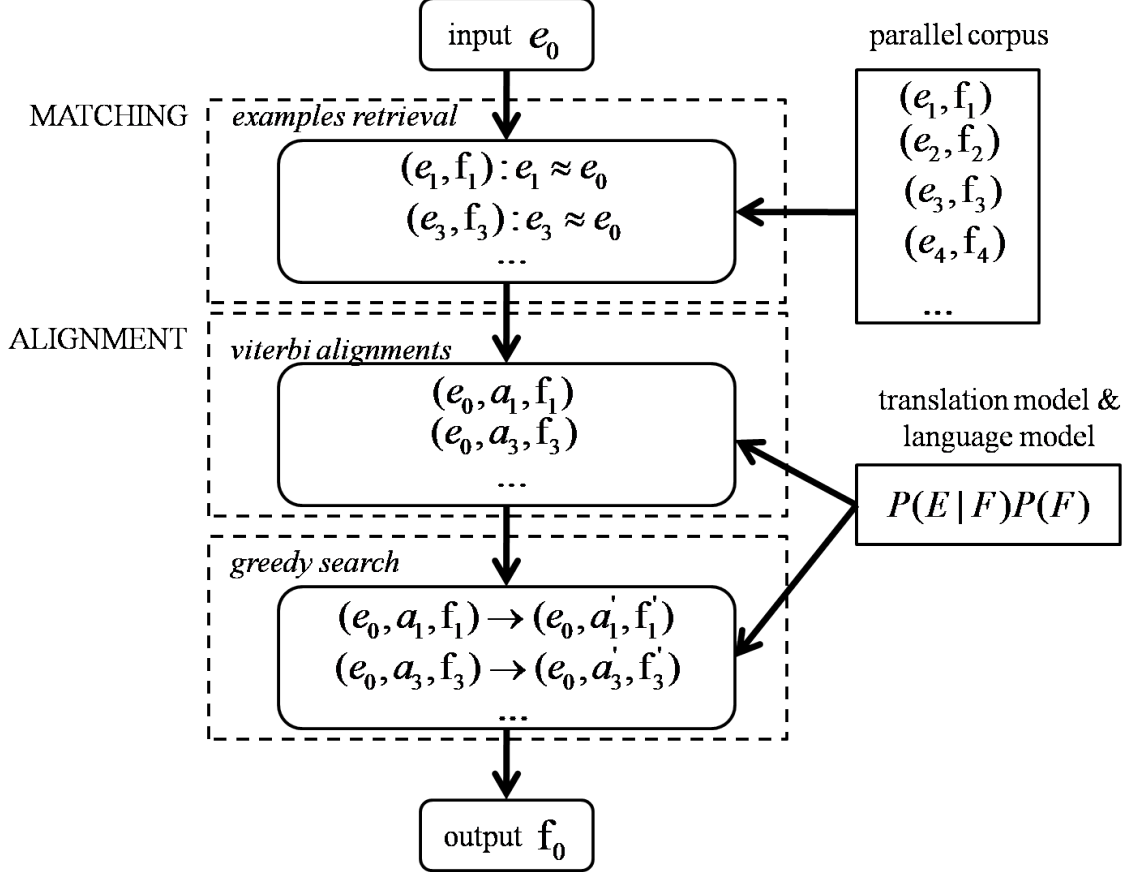 input e₀
parallel corpus
(e₁, f₁)
(e₂, f₂)
(e₃, f₃)
(e₄, f₄)
...
MATCHING
examples retrieval
(e₁, f₁) : e₁ ≈ e₀
(e₃, f₃) : e₃ ≈ e₀
...
ALIGNMENT
viterbi alignments
(e₀, a₁, f₁)
(e₀, a₃, f₃)
...
translation model &
language model
P(E | F)P(F)
greedy search
(e₀, a₁, f₁) → (e₀, a₁', f₁')
(e₀, a₃, f₃) → (e₀, a₃', f₃')
...
output f₀